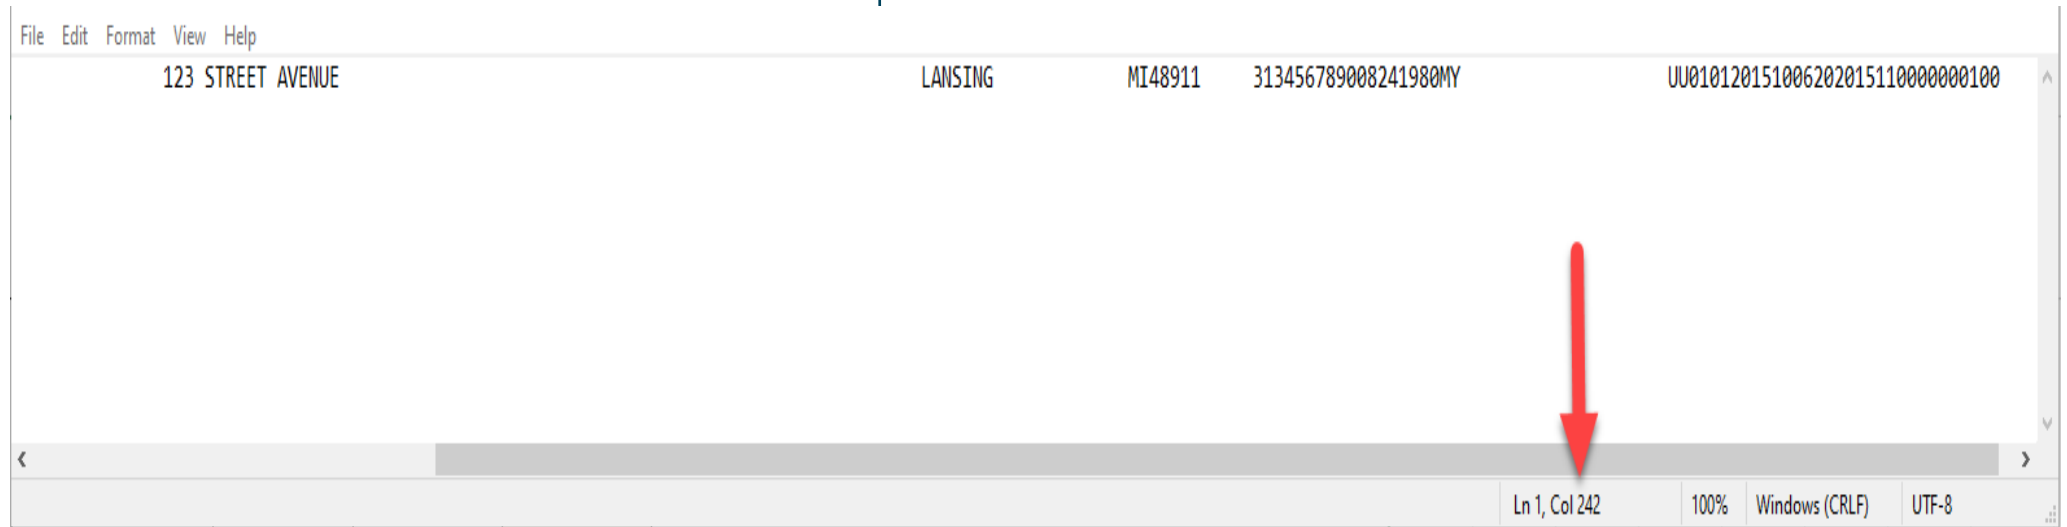 File Edit Format View Help
123 STREET AVENUE LANSING MI48911 313456789008241980MY UU010120151006202015110000000100
Ln 1, Col 242 100% Windows (CRLF) UTF-8